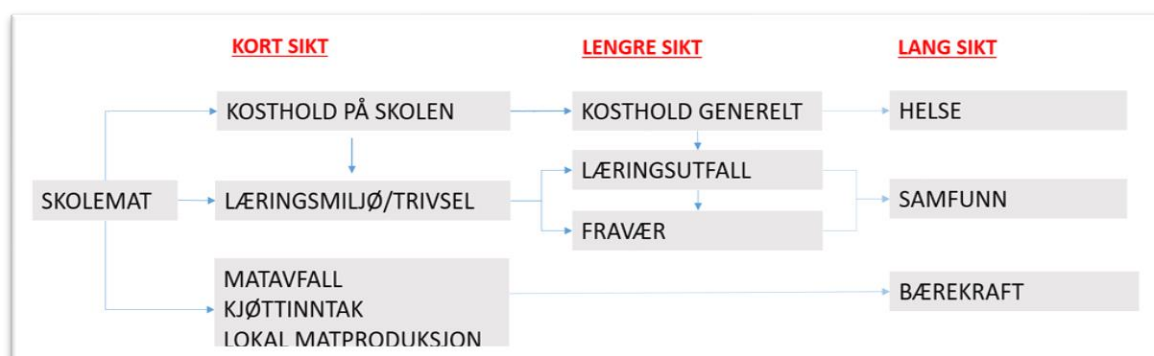 KORT SIKT
LENGRE SIKT
LANG SIKT
KOSTHOLD PÅ SKOLEN
KOSTHOLD GENERELT
HELSE
SKOLEMAT
LÆRINGSMILJØ/TRIVSEL
LÆRINGSUTFALL
FRAVÆR
SAMFUNN
MATAVFALL
KJØTTINNTAK
LOKAL MATPRODUKSJON
BÆREKRAFT